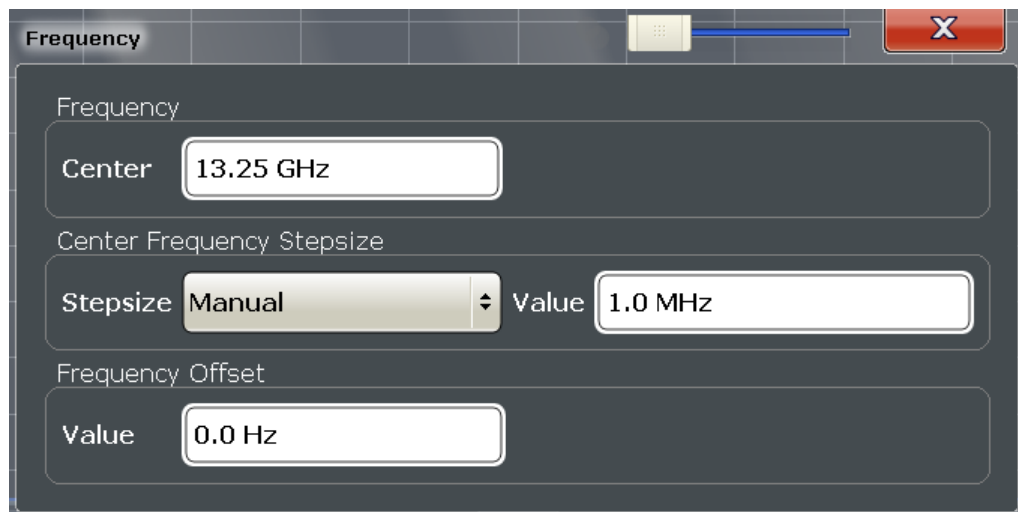 Frequency
X
Frequency
Center 13.25 GHz
Center Frequency Stepsize
Stepsize Manual Value 1.0 MHz
Frequency Offset
Value 0.0 Hz